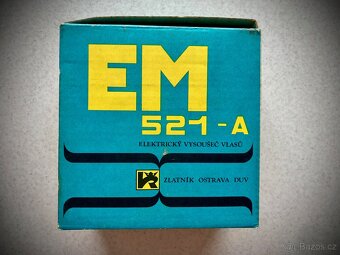 EM
521-A
ELEKTRICKÝ VYSOUŠEČ VLASŮ
ZLATNÍK OSTRAVA DUV
Bazos.cz